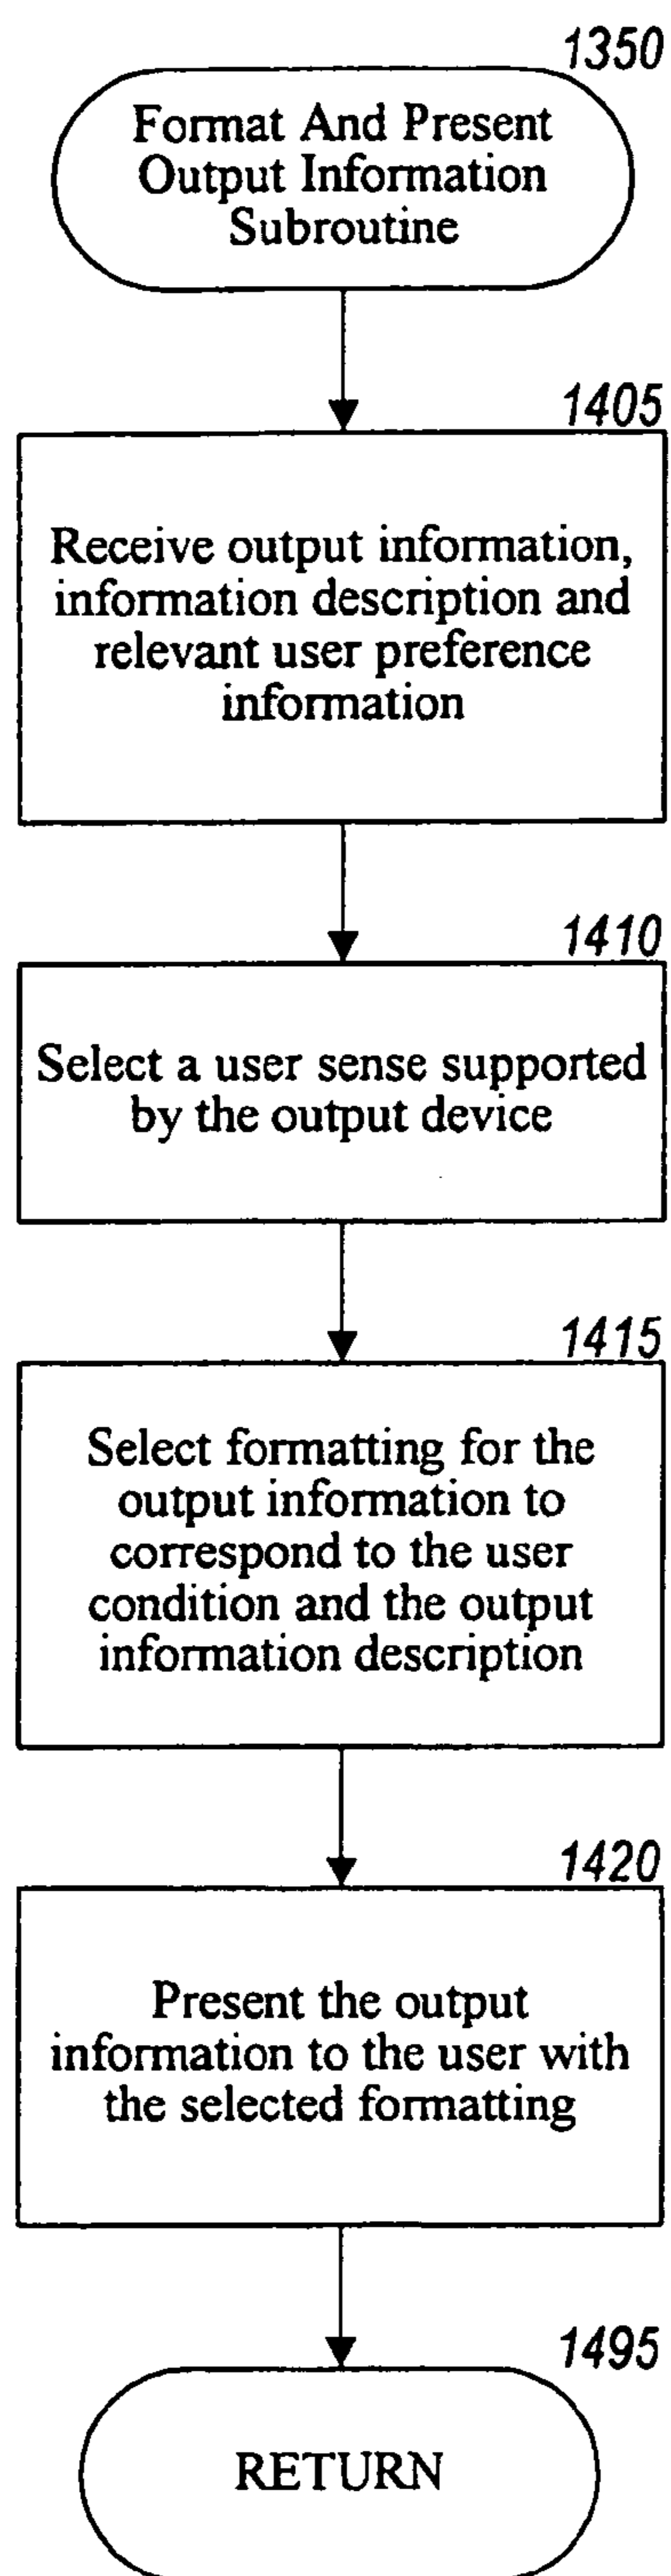 1350
Format And Present
Output Information
Subroutine
1405
Receive output information,
information description and
relevant user preference
information
1410
Select a user sense supported
by the output device
1415
Select formatting for the
output information to
correspond to the user
condition and the output
information description
1420
Present the output
information to the user with
the selected formatting
1495
RETURN